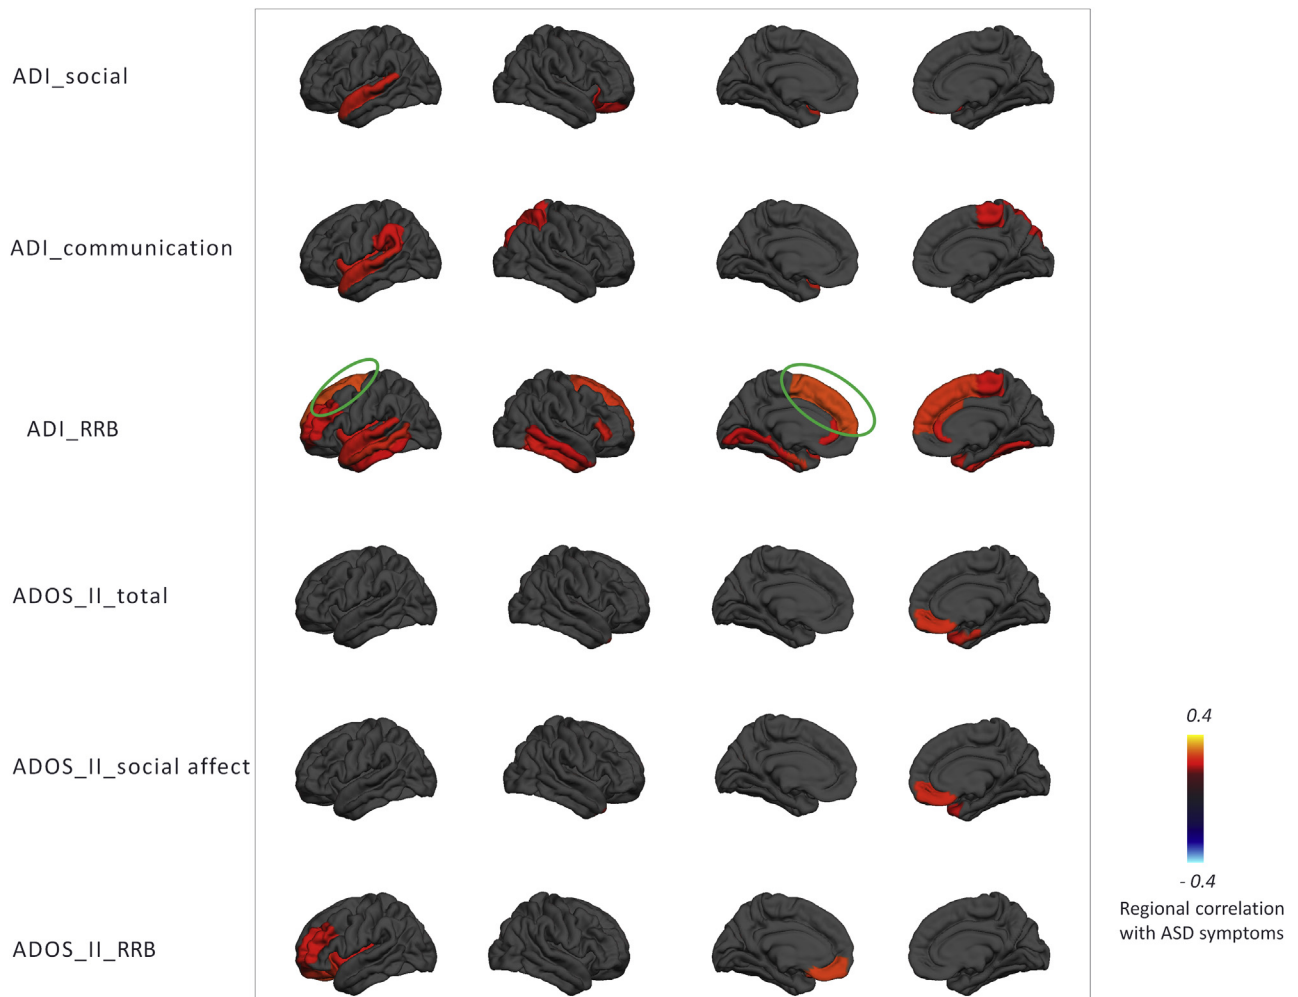 ADI_social
ADI_communication
ADI_RRB
ADOS_II_total
ADOS_II_social affect
ADOS_II_RRB
0.4
- 0.4
Regional correlation
with ASD symptoms